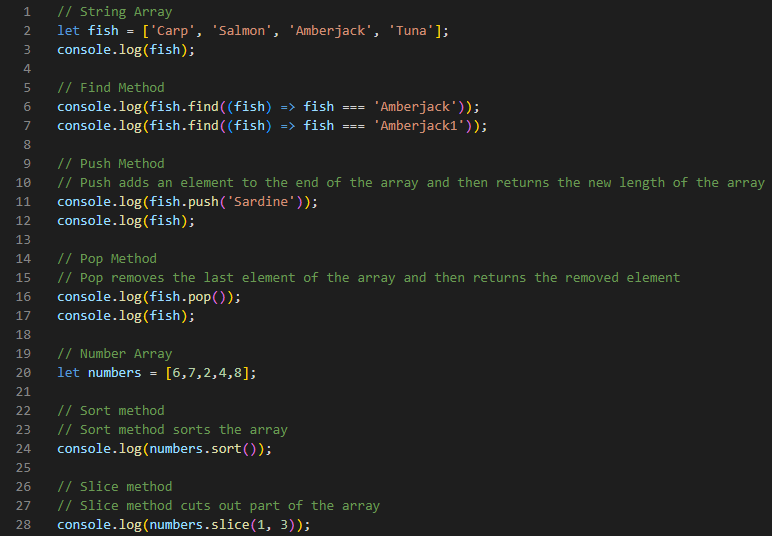 1 // String Array
2 let fish = ['Carp', 'Salmon', 'Amberjack', 'Tuna'];
3 console.log(fish);
4
5 // Find Method
6 console.log(fish.find((fish) => fish === 'Amberjack'));
7 console.log(fish.find((fish) => fish === 'Amberjack1'));
8
9 // Push Method
10 // Push adds an element to the end of the array and then returns the new length of the array
11 console.log(fish.push('Sardine'));
12 console.log(fish);
13
14 // Pop Method
15 // Pop removes the last element of the array and then returns the removed element
16 console.log(fish.pop());
17 console.log(fish);
18
19 // Number Array
20 let numbers = [6,7,2,4,8];
21
22 // Sort method
23 // Sort method sorts the array
24 console.log(numbers.sort());
25
26 // Slice method
27 // Slice method cuts out part of the array
28 console.log(numbers.slice(1, 3));